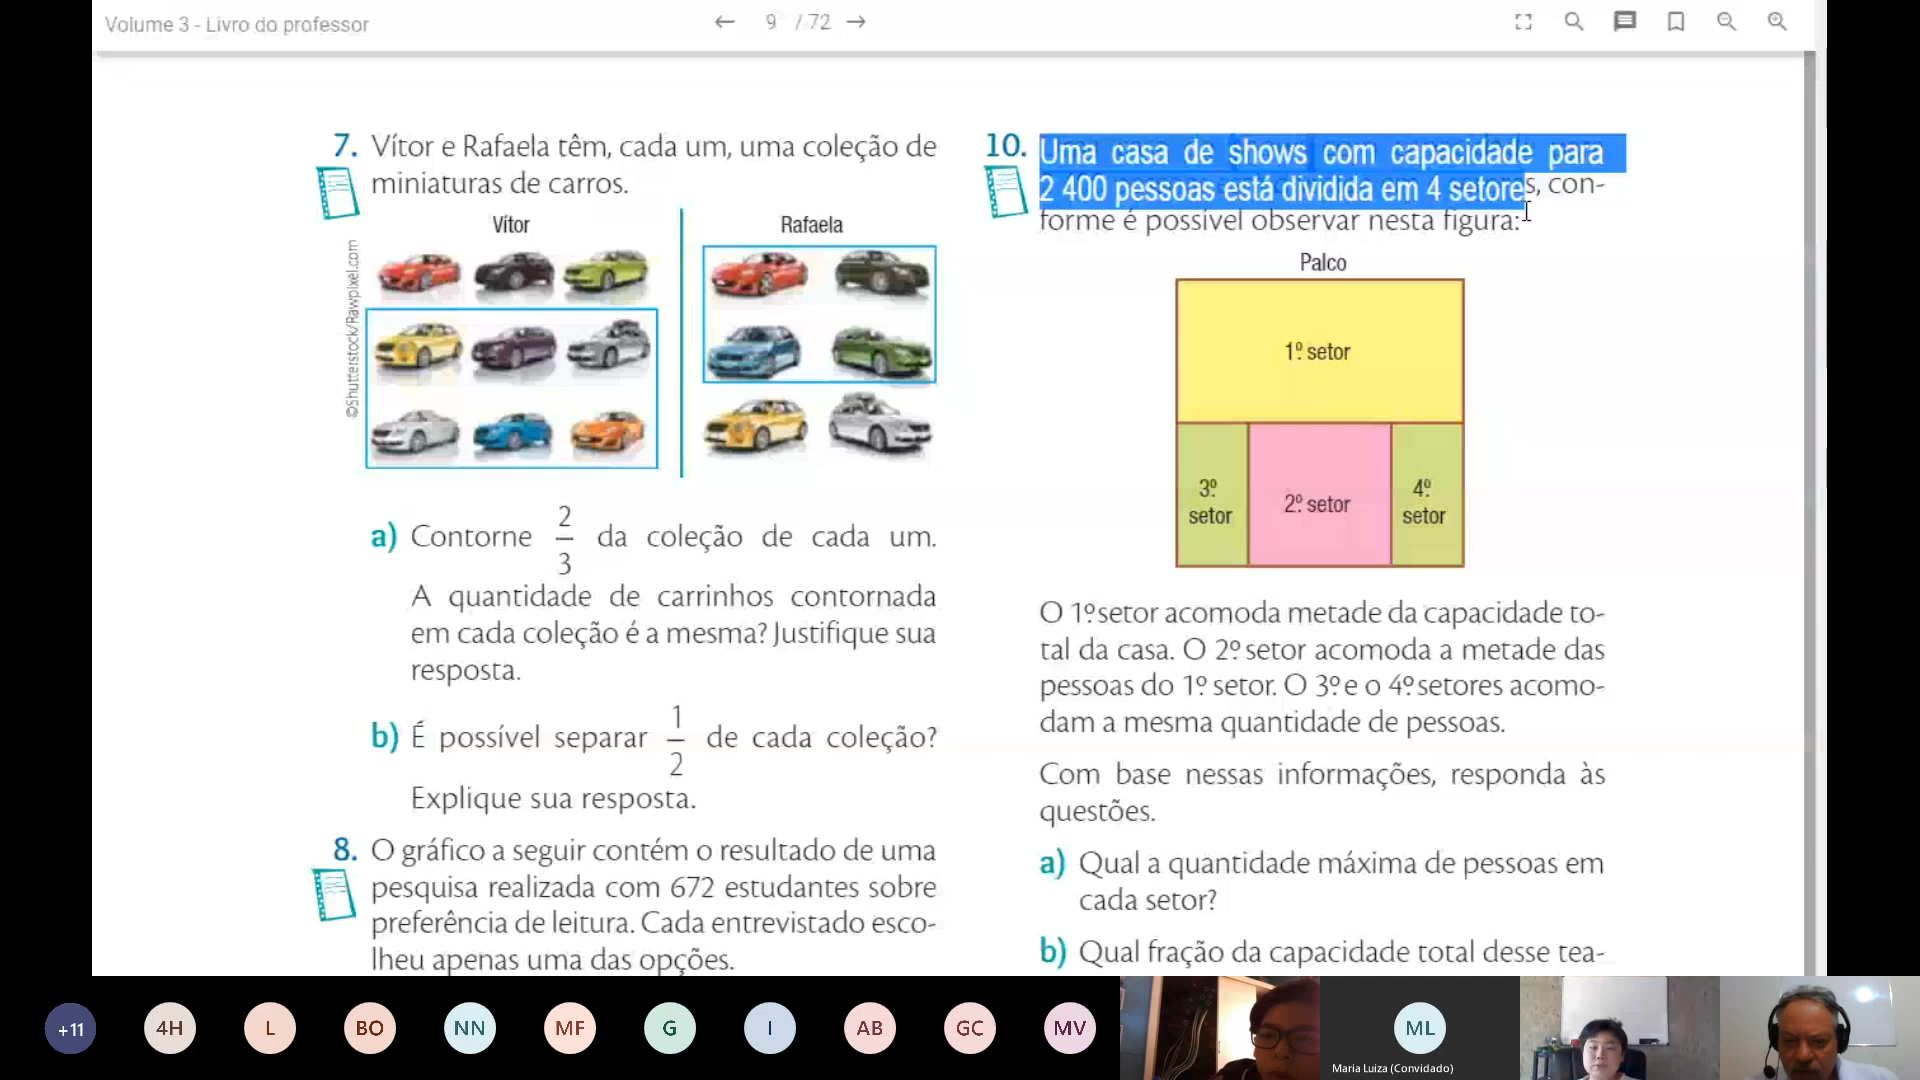 Volume 3 - Livro do professor
9 / 72
7. Vítor e Rafaela têm, cada um, uma coleção de
miniaturas de carros.
Vítor
Rafaela
©Shutterstock/Rawpixel.com
a) Contorne 2/3 da coleção de cada um.
A quantidade de carrinhos contornada
em cada coleção é a mesma? Justifique sua
resposta.
b) É possível separar 1/2 de cada coleção?
Explique sua resposta.
8. O gráfico a seguir contém o resultado de uma
pesquisa realizada com 672 estudantes sobre
preferência de leitura. Cada entrevistado esco-
lheu apenas uma das opções.
10. Uma casa de shows com capacidade para
2 400 pessoas está dividida em 4 setores, con-
forme é possível observar nesta figura:
Palco
1º setor
3º
setor
2º setor
4º
setor
O 1º setor acomoda metade da capacidade to-
tal da casa. O 2º setor acomoda a metade das
pessoas do 1º setor. O 3º e o 4º setores acomo-
dam a mesma quantidade de pessoas.
Com base nessas informações, responda às
questões.
a) Qual a quantidade máxima de pessoas em
cada setor?
b) Qual fração da capacidade total desse tea-
+11
4H
L
BO
NN
MF
G
I
AB
GC
MV
ML
Maria Luiza (Convidado)